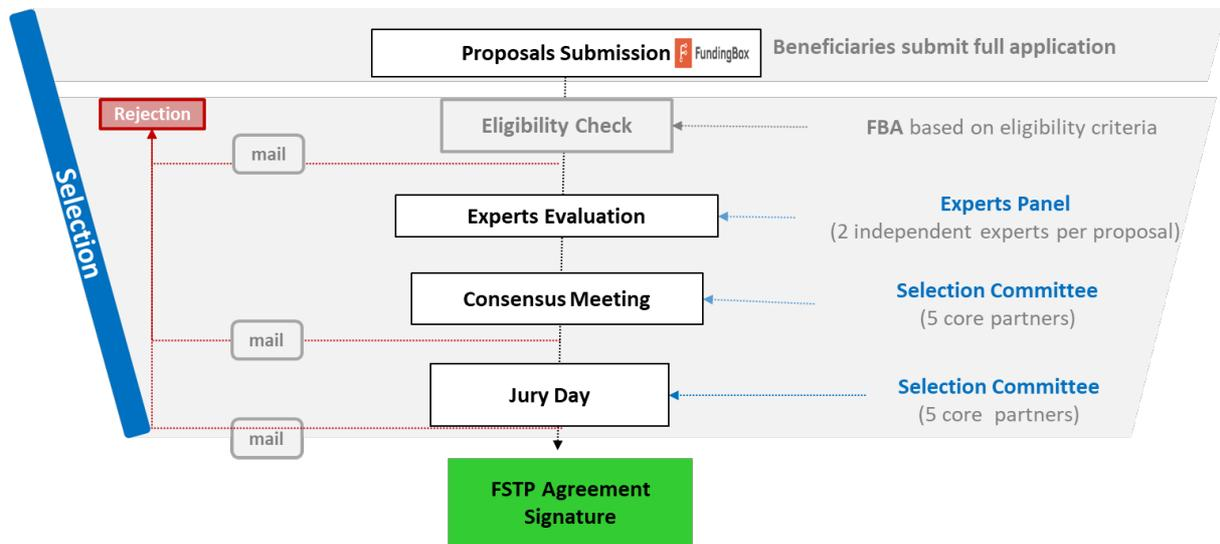 Proposals Submission FundingBox
Beneficiaries submit full application
Rejection
Eligibility Check
FBA based on eligibility criteria
mail
Selection
Experts Evaluation
Experts Panel
(2 independent experts per proposal)
Consensus Meeting
Selection Committee
(5 core partners)
mail
Jury Day
Selection Committee
(5 core partners)
mail
FSTP Agreement
Signature